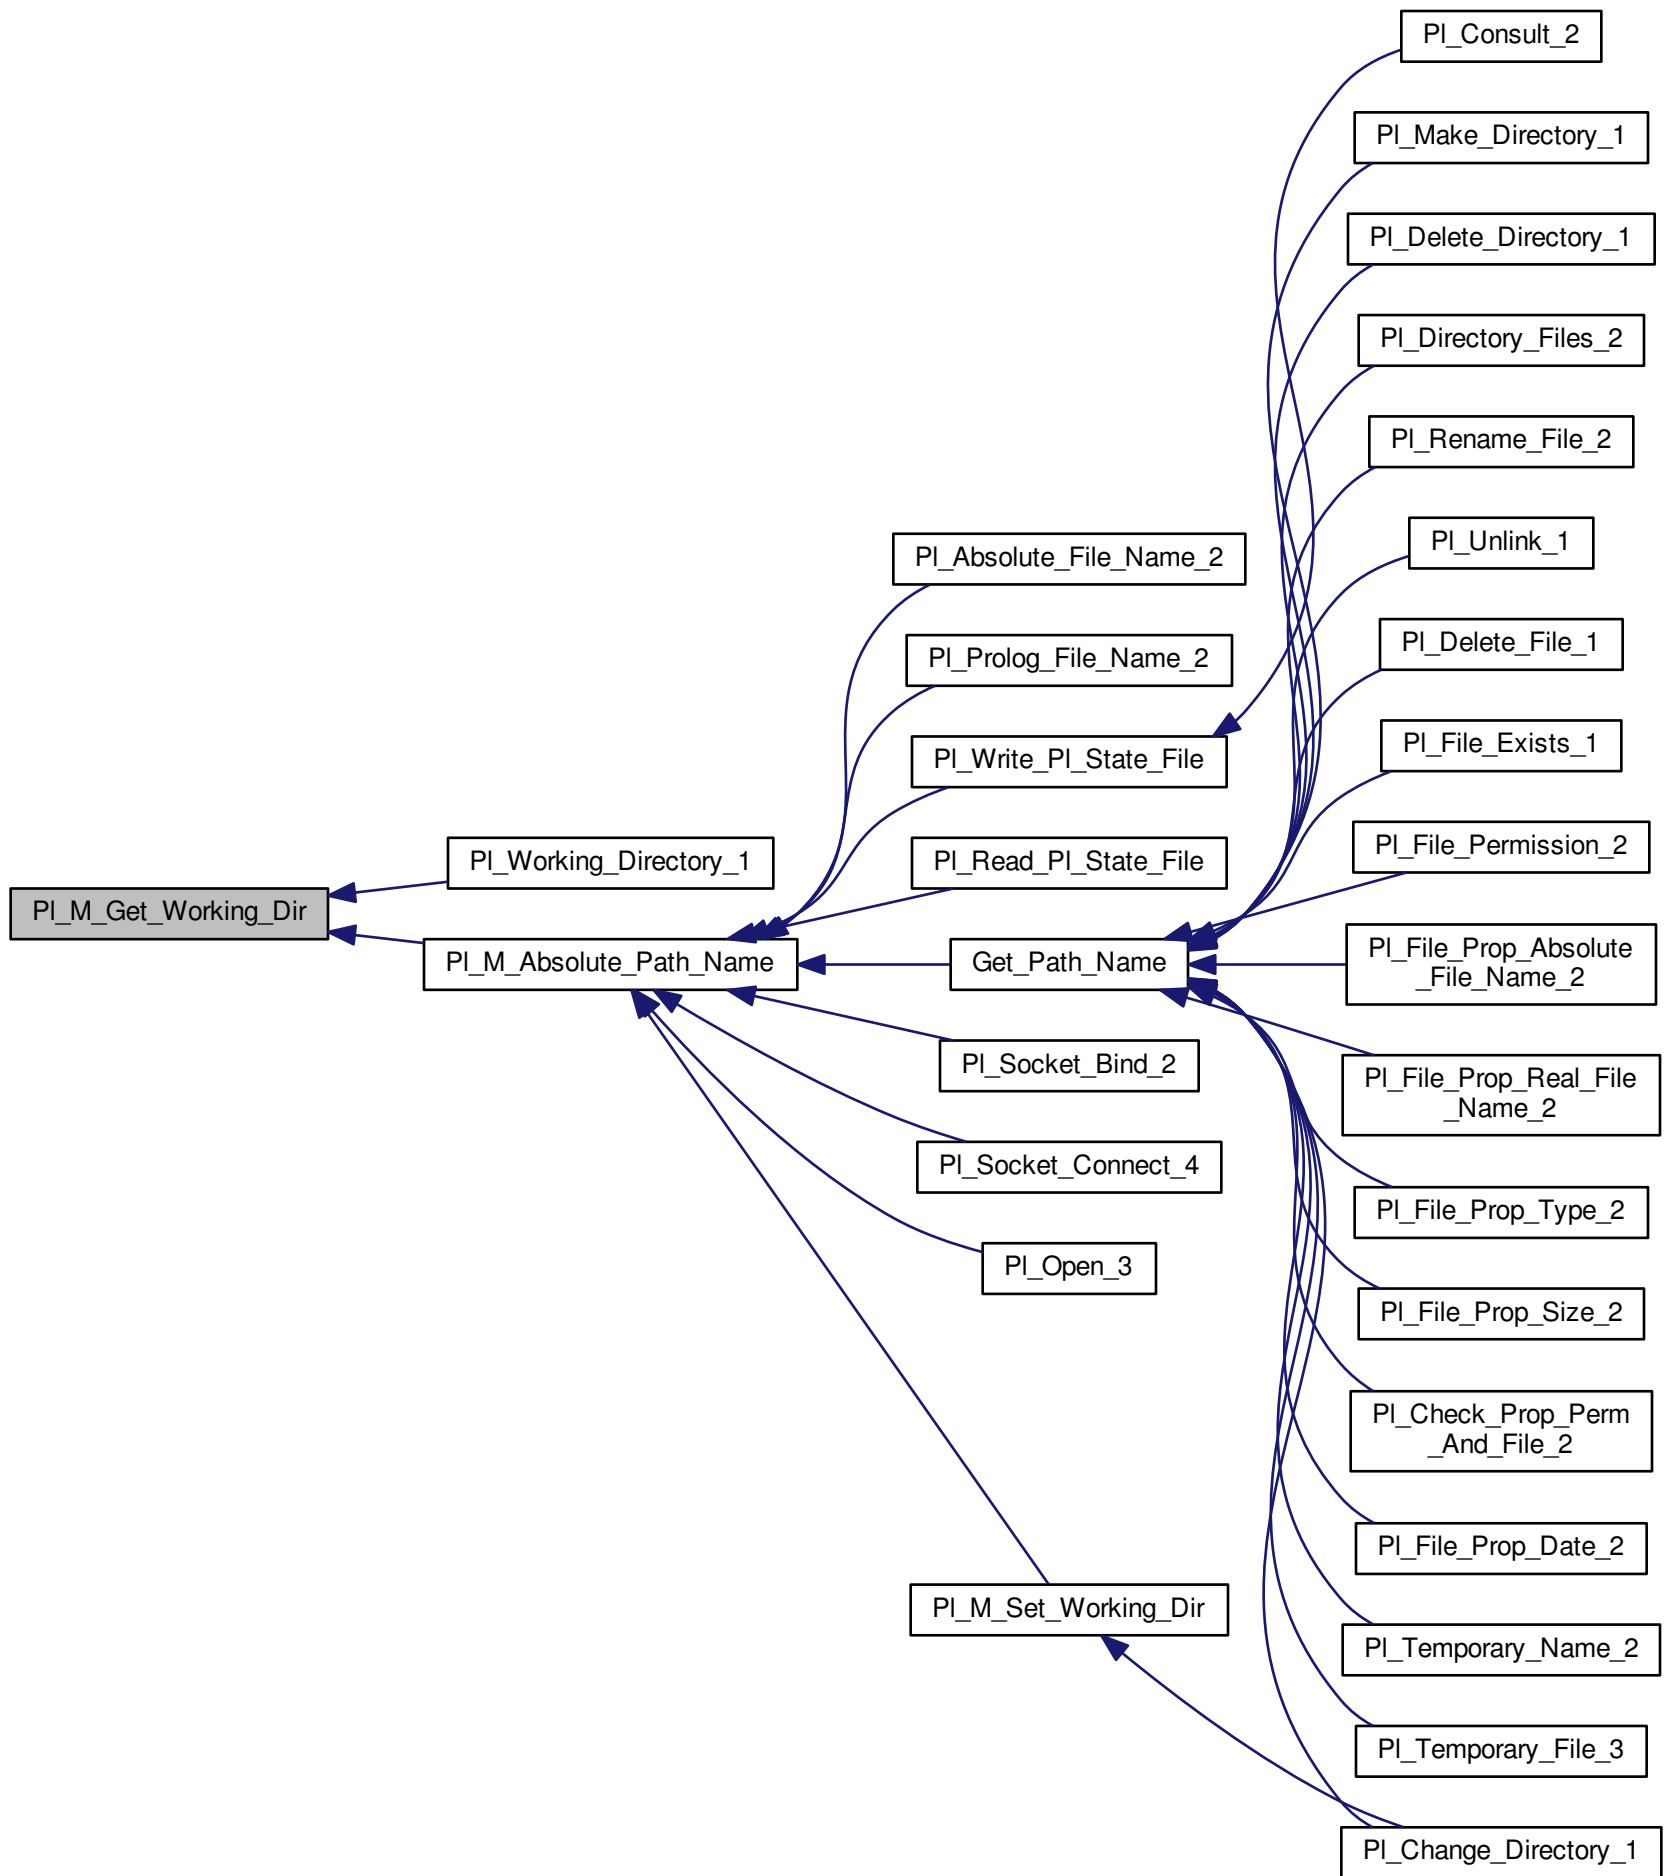 Pl_M_Get_Working_Dir
Pl_Working_Directory_1
Pl_M_Absolute_Path_Name
Pl_Absolute_File_Name_2
Pl_Prolog_File_Name_2
Pl_Write_Pl_State_File
Pl_Read_Pl_State_File
Get_Path_Name
Pl_Socket_Bind_2
Pl_Socket_Connect_4
Pl_Open_3
Pl_M_Set_Working_Dir
Pl_Consult_2
Pl_Make_Directory_1
Pl_Delete_Directory_1
Pl_Directory_Files_2
Pl_Rename_File_2
Pl_Unlink_1
Pl_Delete_File_1
Pl_File_Exists_1
Pl_File_Permission_2
Pl_File_Prop_Absolute
_File_Name_2
Pl_File_Prop_Real_File
_Name_2
Pl_File_Prop_Type_2
Pl_File_Prop_Size_2
Pl_Check_Prop_Perm
_And_File_2
Pl_File_Prop_Date_2
Pl_Temporary_Name_2
Pl_Temporary_File_3
Pl_Change_Directory_1